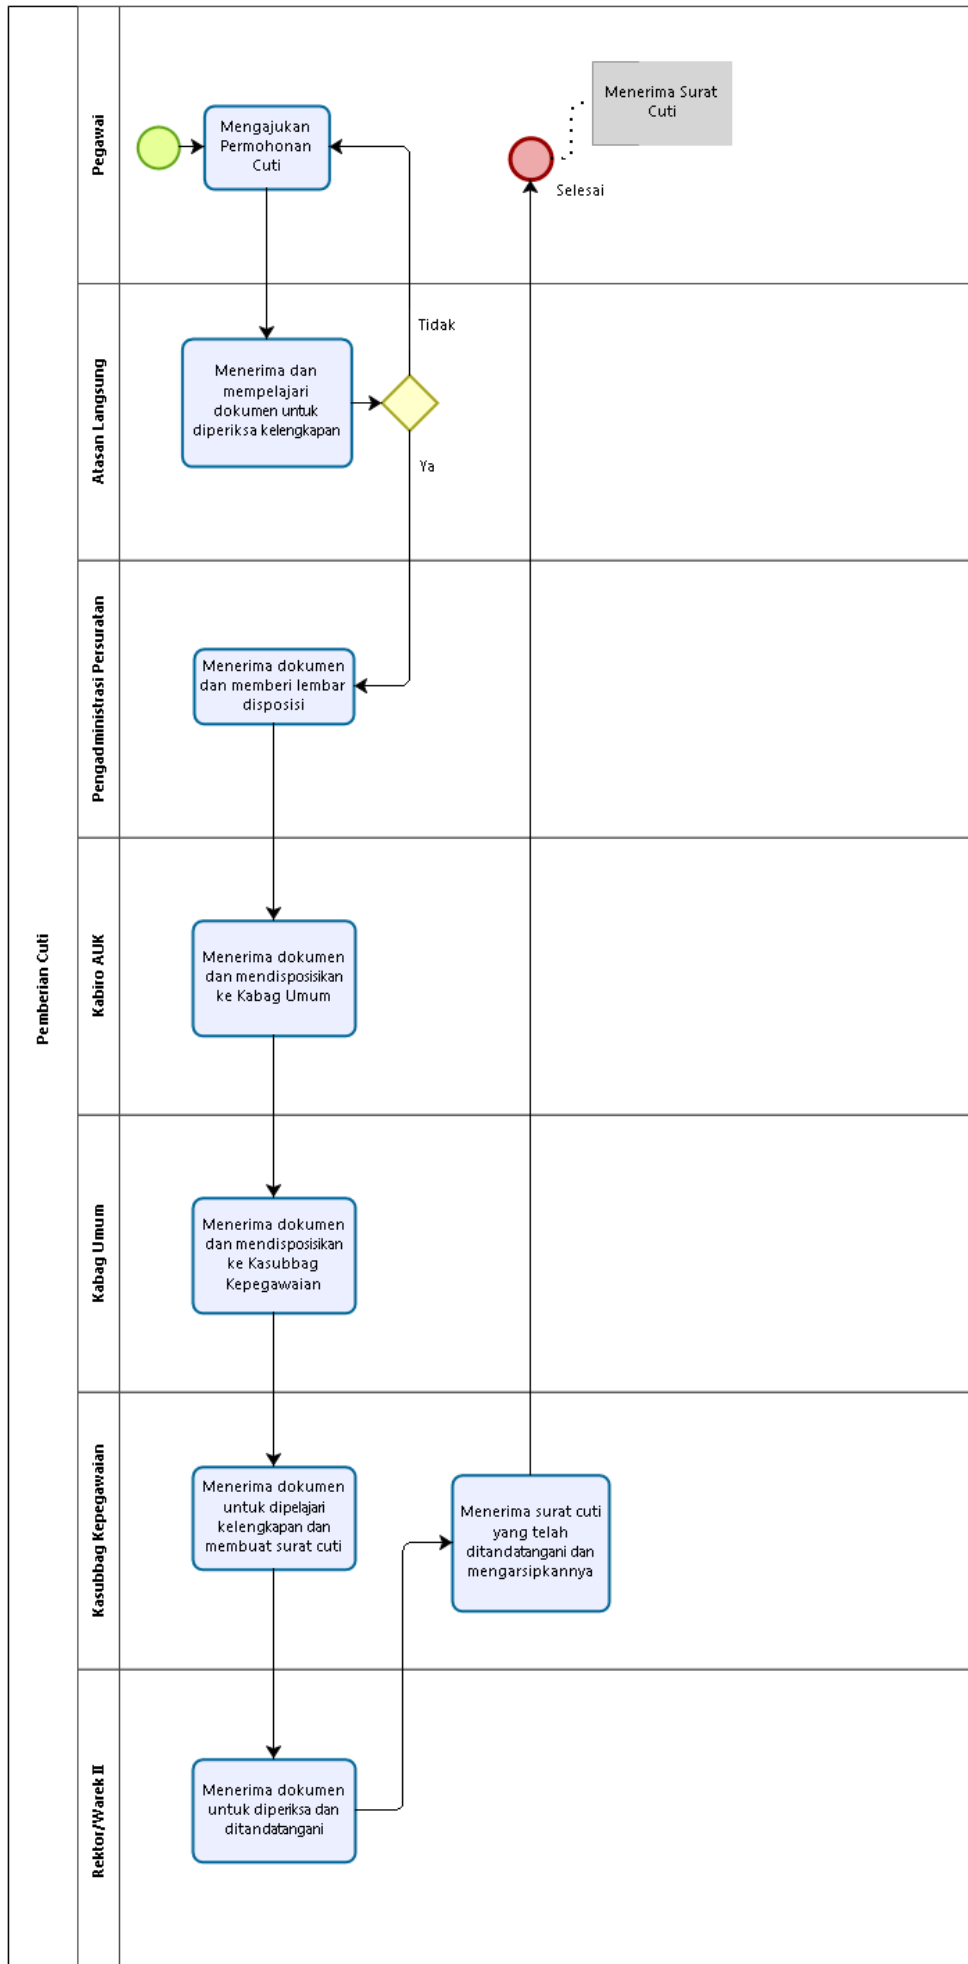 Pemberian Cuti
Pegawai
Mengajukan
Permohonan
Cuti
Menerima Surat
Cuti
Selesai
Atasan Langsung
Menerima dan
mempelajari
dokumen untuk
diperiksa kelengkapan
Tidak
Ya
Pengadministrasi Persuratan
Menerima dokumen
dan memberi lembar
disposisi
Kabiro AUK
Menerima dokumen
dan mendisposisikan
ke Kabag Umum
Kabag Umum
Menerima dokumen
dan mendisposisikan
ke Kasubbag
Kepegawaian
Kasubbag Kepegawaian
Menerima dokumen
untuk dipelajari
kelengkapan dan
membuat surat cuti
Menerima surat cuti
yang telah
ditandatangani dan
mengarsipkannya
Rektor/Warek II
Menerima dokumen
untuk diperiksa dan
ditandatangani